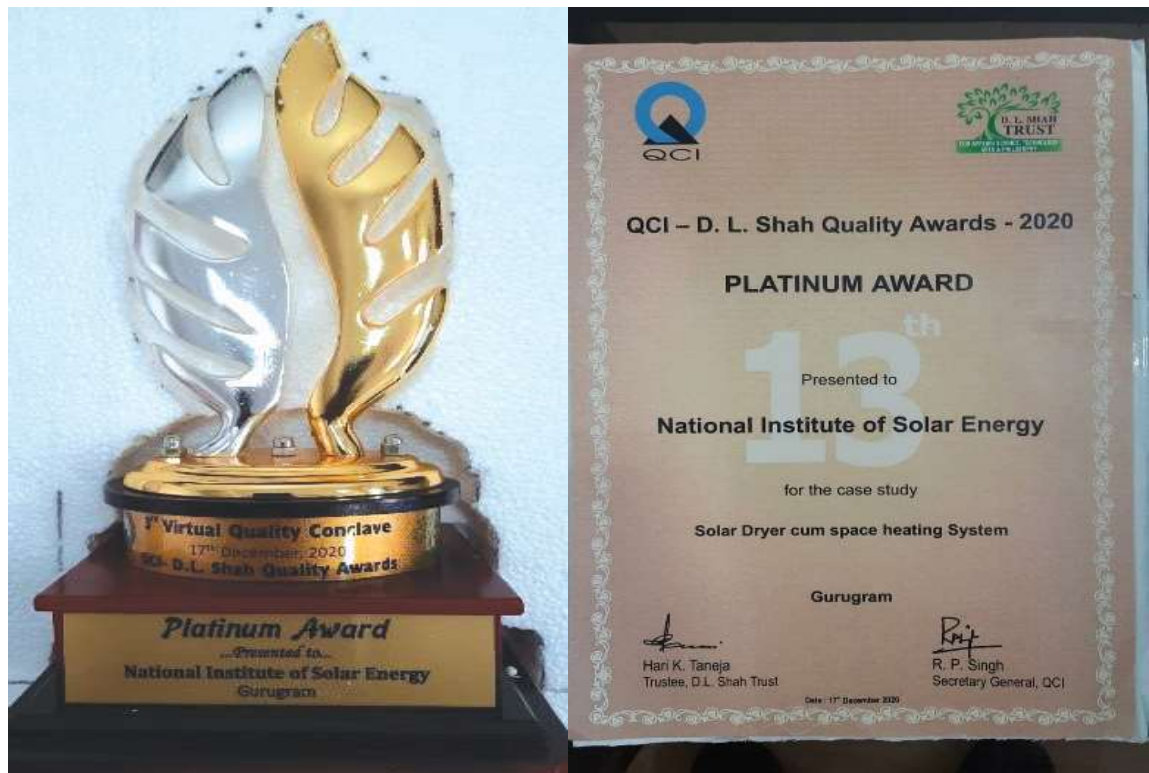 3rd Virtual Quality Conclave
17th December, 2020
D.L. Shah Quality Awards
Platinum Award
...Presented to...
National Institute of Solar Energy
Gurugram
QCI
D. L. SHAH
TRUST
QCI – D. L. Shah Quality Awards - 2020
PLATINUM AWARD
13th
Presented to
National Institute of Solar Energy
for the case study
Solar Dryer cum space heating System
Gurugram
Hari K. Taneja
Trustee, D.L. Shah Trust
R. P. Singh
Secretary General, QCI
Date : 17th December 2020